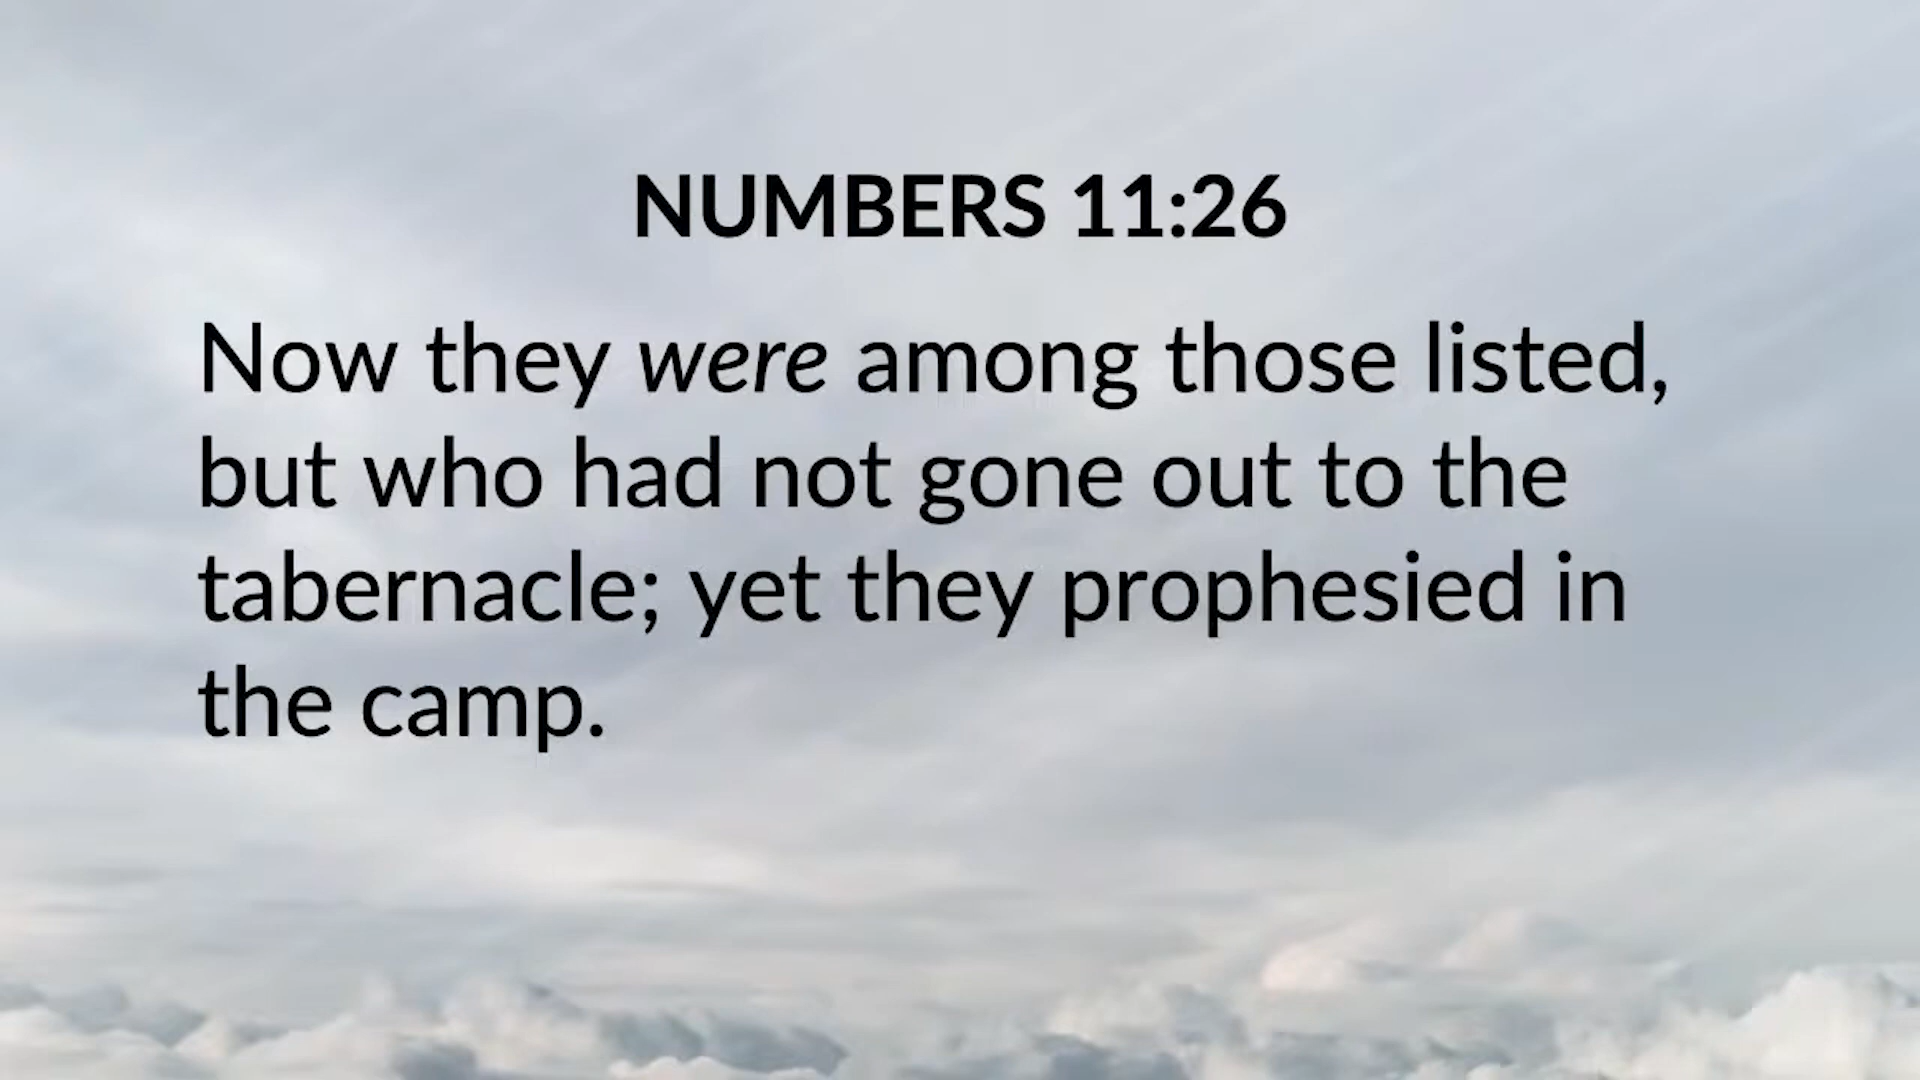 NUMBERS 11:26
Now they were among those listed,
but who had not gone out to the
tabernacle; yet they prophesied in
the camp.